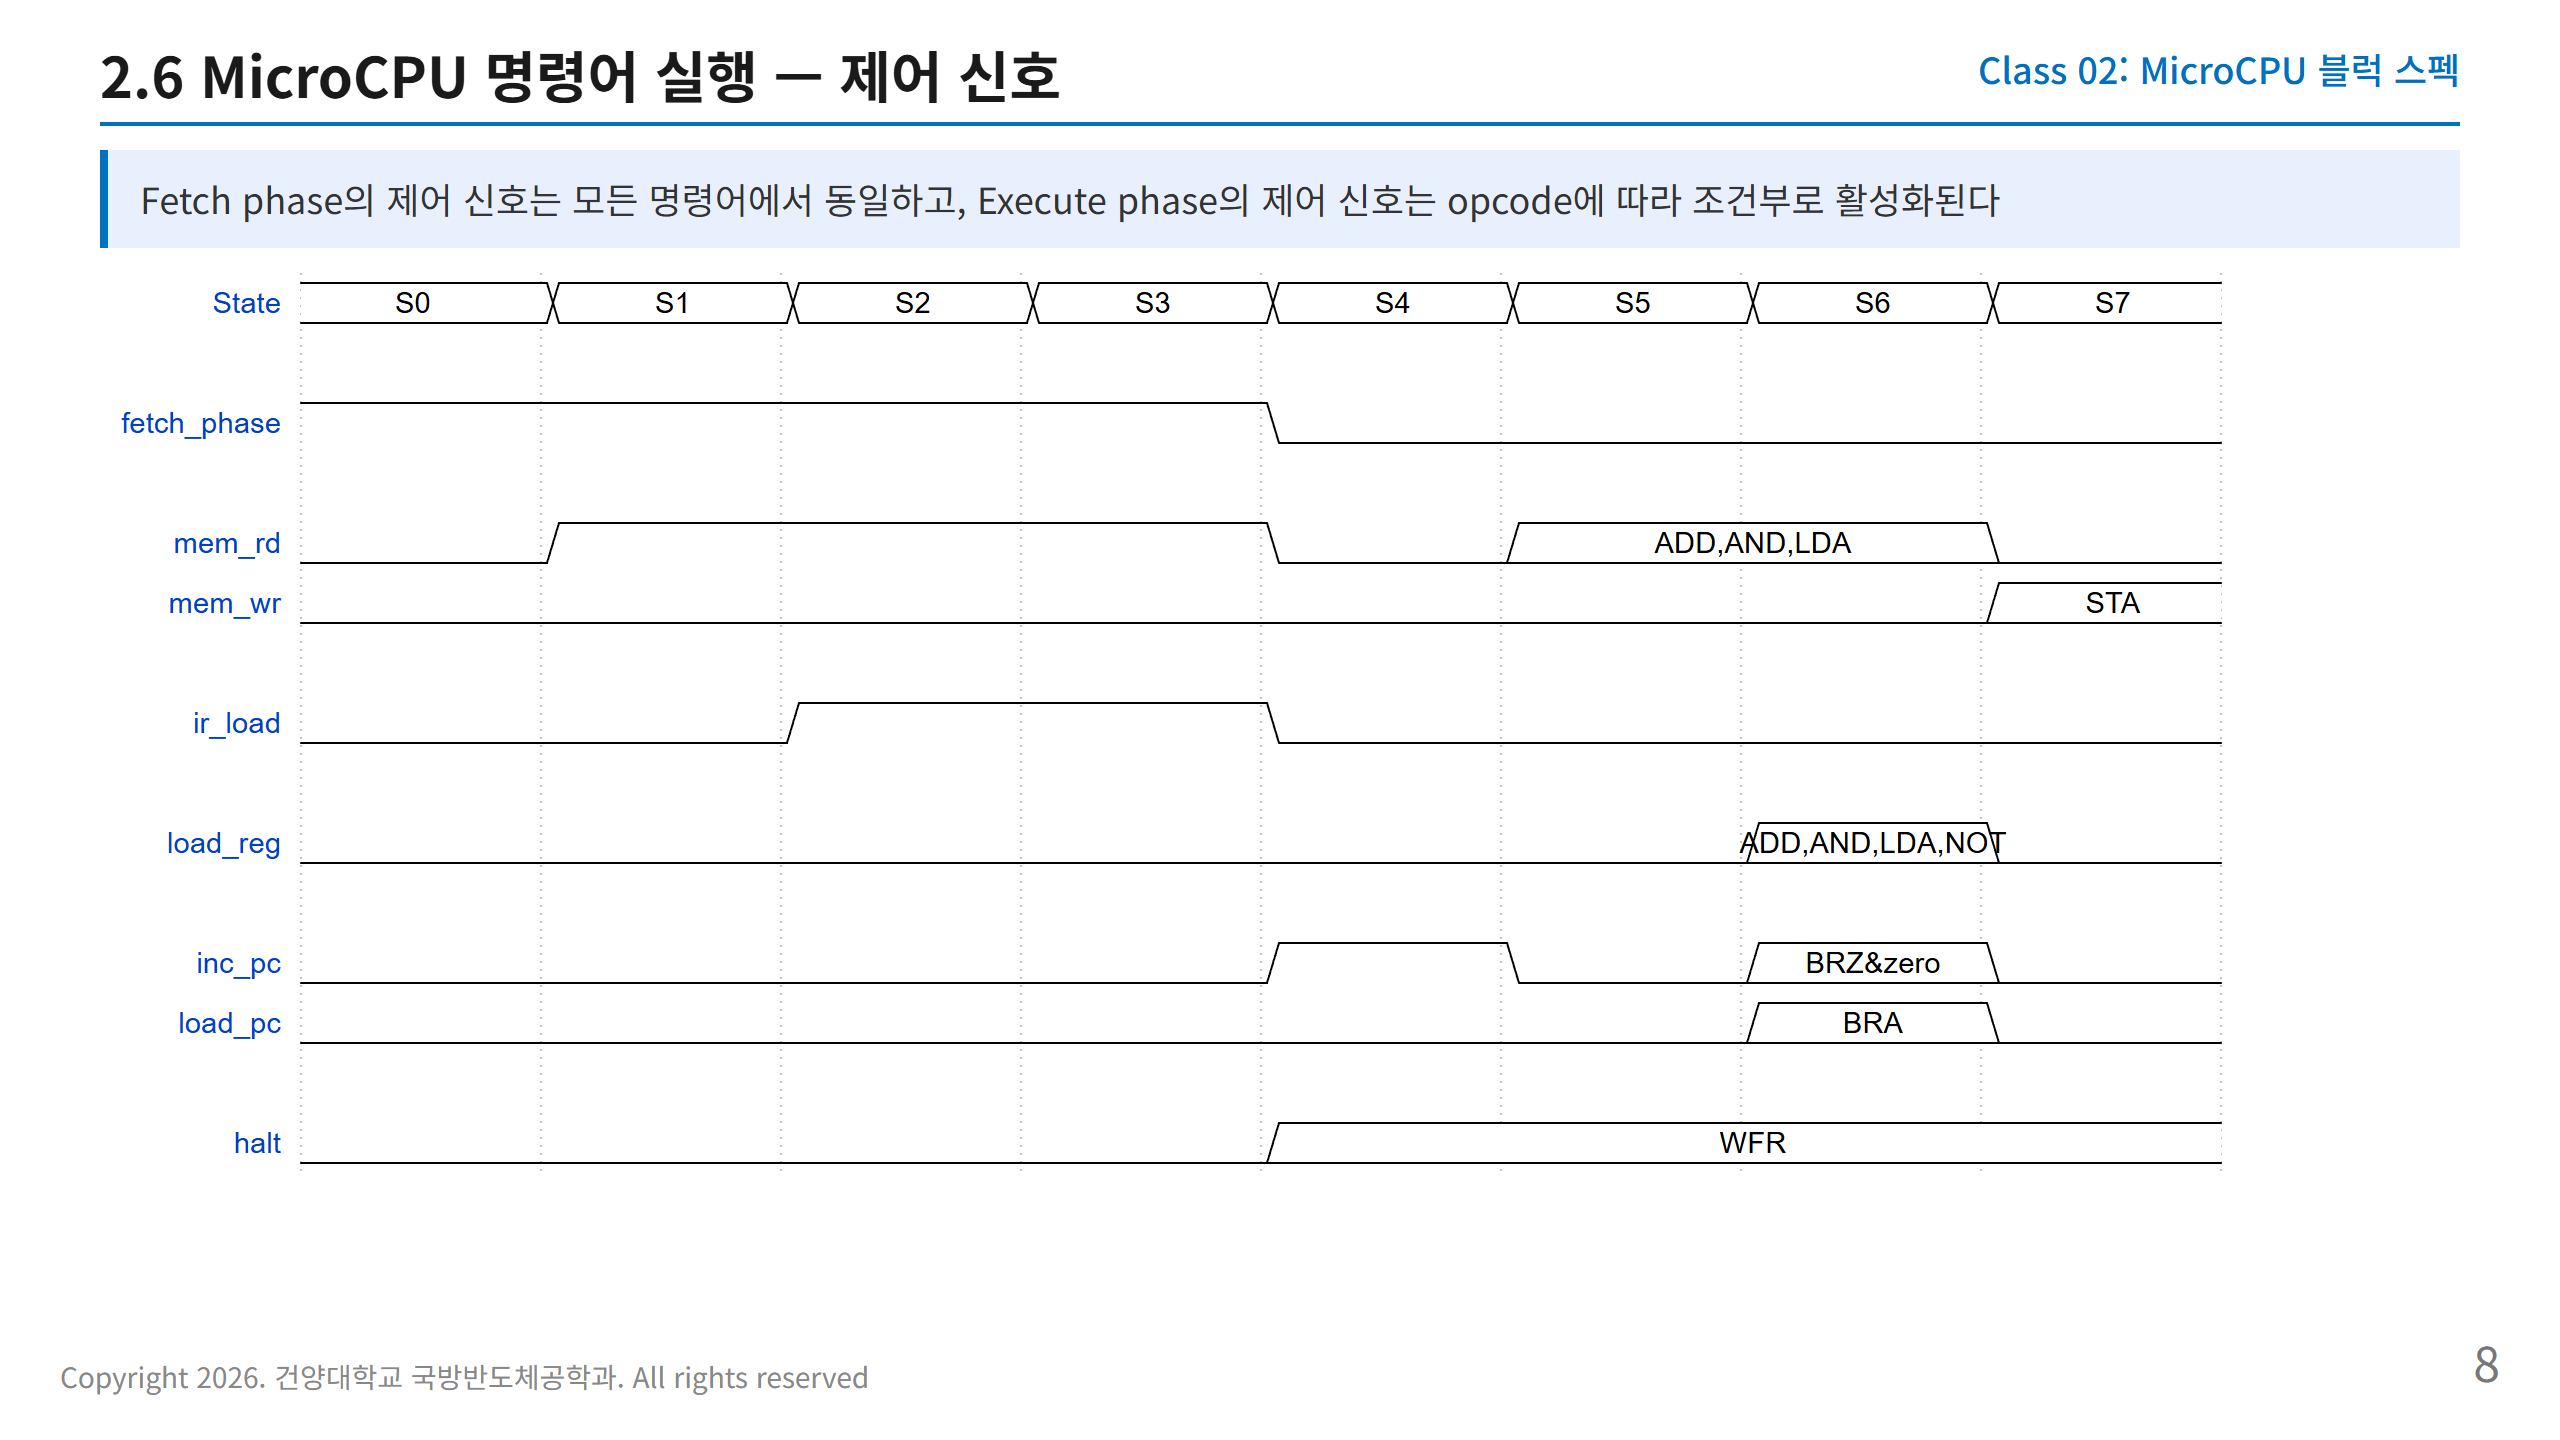 2.6 MicroCPU 명령어 실행 — 제어 신호
Class 02: MicroCPU 블럭 스펙
Fetch phase의 제어 신호는 모든 명령어에서 동일하고, Execute phase의 제어 신호는 opcode에 따라 조건부로 활성화된다
State S0 S1 S2 S3 S4 S5 S6 S7
fetch_phase
mem_rd ADD,AND,LDA
mem_wr STA
ir_load
load_reg ADD,AND,LDA,NOT
inc_pc BRZ&zero
load_pc BRA
halt WFR
Copyright 2026. 건양대학교 국방반도체공학과. All rights reserved
8